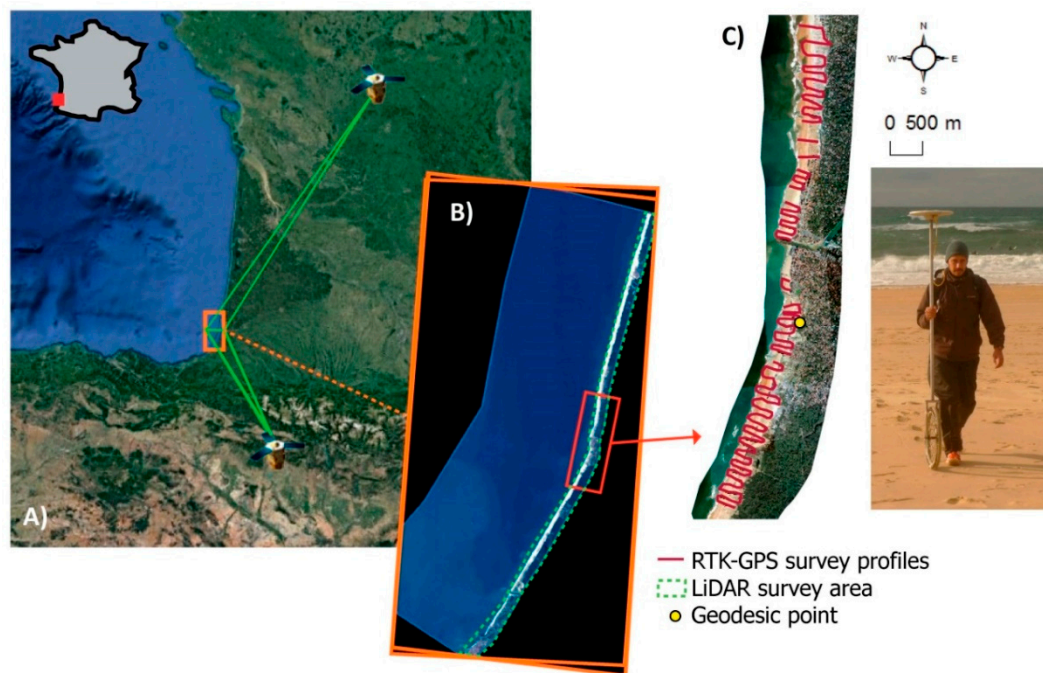 A)
B)
C)
N
W
E
S
0 500 m
RTK-GPS survey profiles
LiDAR survey area
Geodesic point